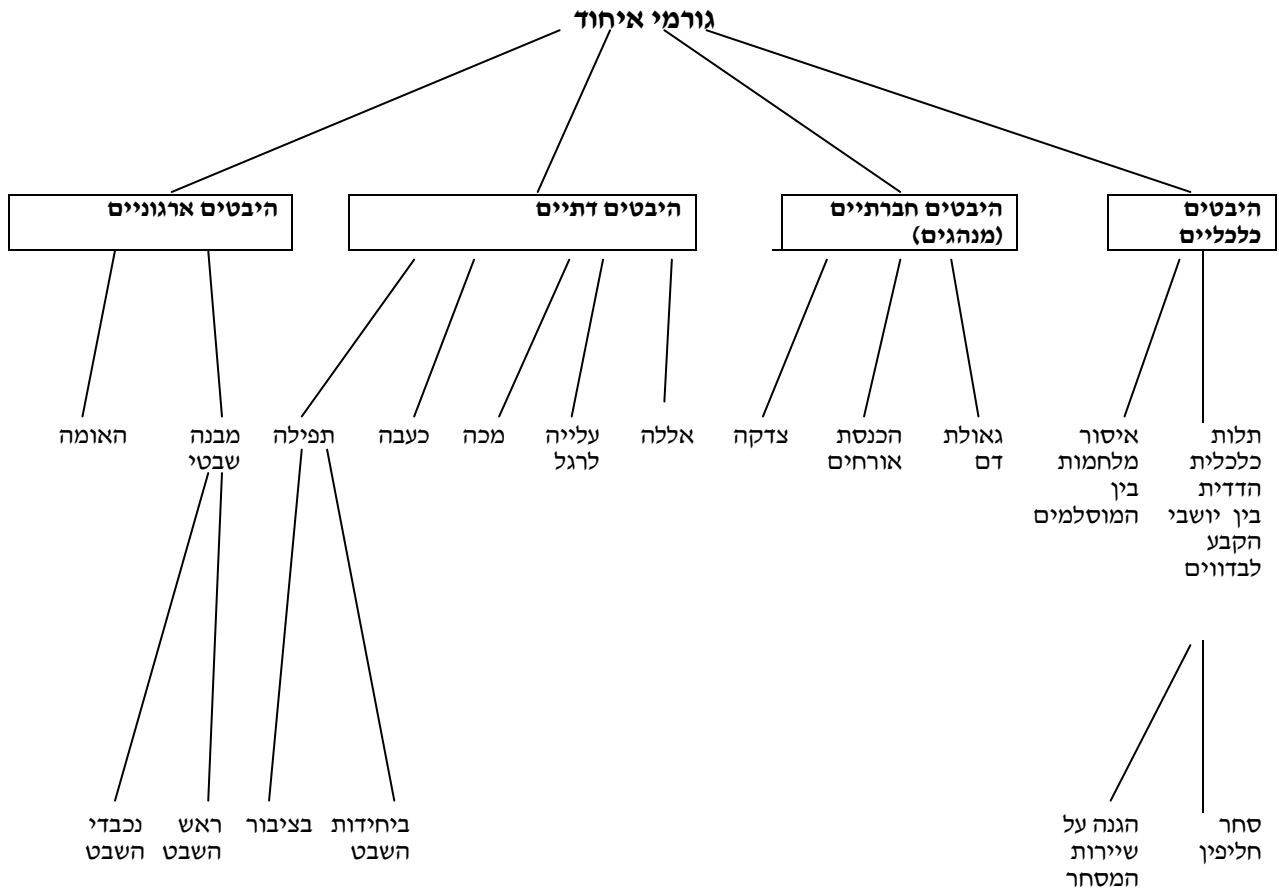 גורמי איחוד
היבטים
כלכליים
היבטים חברתיים
(מנהגים)
היבטים דתיים
היבטים ארגוניים
תלות
כלכלית
הדדית
בין יושבי
הקבע
לבדווים
איסור
מלחמות
בין
המוסלמים
גאולת
דם
הכנסת
אורחים
צדקה
אללה
עלייה
לרגל
מכה
כעבה
תפילה
מבנה
שבטי
האומה
סחר
חליפין
הגנה על
שיירות
המסחר
ביחידות
השבט
בציבור
ראש
השבט
נכבדי
השבט